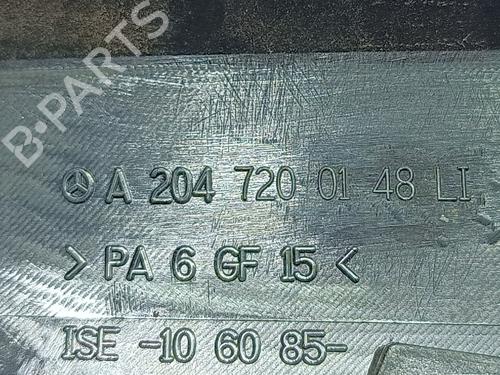 B-PARTS
A 204 720 01 48 LI
> PA 6 GF 15 <
ISE -10 60 85-